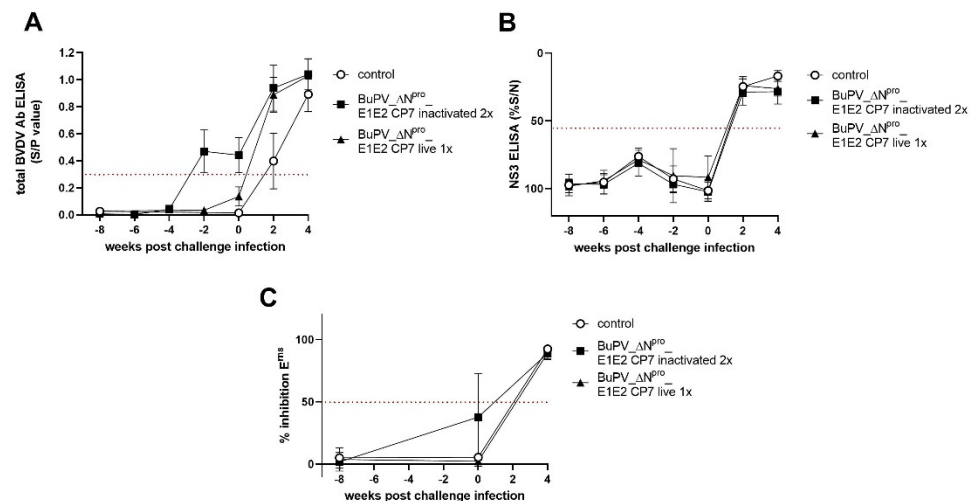 A
1.2
1.0
0.8
0.6
0.4
0.2
0.0
total BVDV Ab ELISA
(S/P value)
-8 -6 -4 -2 0 2 4
weeks post challenge infection
control
BuPV_ΔNpro_
E1E2 CP7 inactivated 2x
BuPV_ΔNpro_
E1E2 CP7 live 1x
B
0
50
100
NS3 ELISA (%S/N)
-8 -6 -4 -2 0 2 4
weeks post challenge infection
control
BuPV_ΔNpro_
E1E2 CP7 inactivated 2x
BuPV_ΔNpro_
E1E2 CP7 live 1x
C
100
50
0
% inhibition Erns
-8 -6 -4 -2 0 2 4
weeks post challenge infection
control
BuPV_ΔNpro_
E1E2 CP7 inactivated 2x
BuPV_ΔNpro_
E1E2 CP7 live 1x